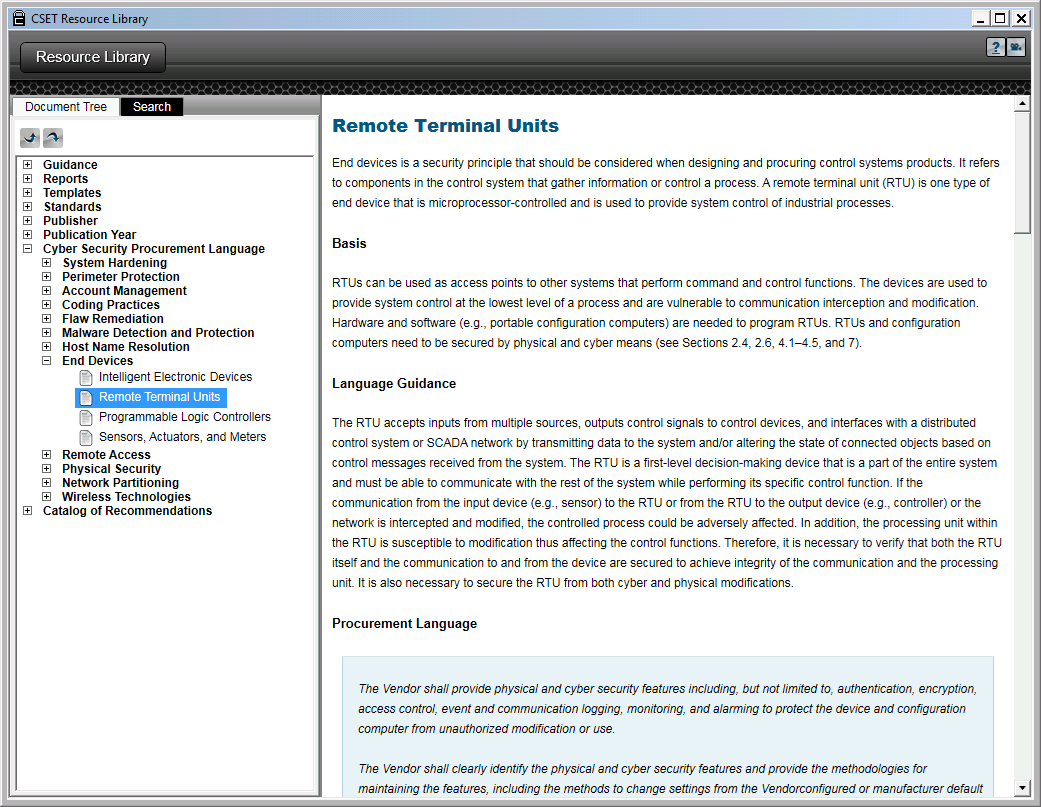 CSET Resource Library
Resource Library
Document Tree
Search
Guidance
Reports
Templates
Standards
Publisher
Publication Year
Cyber Security Procurement Language
System Hardening
Perimeter Protection
Account Management
Coding Practices
Flaw Remediation
Malware Detection and Protection
Host Name Resolution
End Devices
Intelligent Electronic Devices
Remote Terminal Units
Programmable Logic Controllers
Sensors, Actuators, and Meters
Remote Access
Physical Security
Network Partitioning
Wireless Technologies
Catalog of Recommendations
Remote Terminal Units
End devices is a security principle that should be considered when designing and procuring control systems products. It refers
to components in the control system that gather information or control a process. A remote terminal unit (RTU) is one type of
end device that is microprocessor-controlled and is used to provide system control of industrial processes.
Basis
RTUs can be used as access points to other systems that perform command and control functions. The devices are used to
provide system control at the lowest level of a process and are vulnerable to communication interception and modification.
Hardware and software (e.g., portable configuration computers) are needed to program RTUs. RTUs and configuration
computers need to be secured by physical and cyber means (see Sections 2.4, 2.6, 4.1–4.5, and 7).
Language Guidance
The RTU accepts inputs from multiple sources, outputs control signals to control devices, and interfaces with a distributed
control system or SCADA network by transmitting data to the system and/or altering the state of connected objects based on
control messages received from the system. The RTU is a first-level decision-making device that is a part of the entire system
and must be able to communicate with the rest of the system while performing its specific control function. If the
communication from the input device (e.g., sensor) to the RTU or from the RTU to the output device (e.g., controller) or the
network is intercepted and modified, the controlled process could be adversely affected. In addition, the processing unit within
the RTU is susceptible to modification thus affecting the control functions. Therefore, it is necessary to verify that both the RTU
itself and the communication to and from the device are secured to achieve integrity of the communication and the processing
unit. It is also necessary to secure the RTU from both cyber and physical modifications.
Procurement Language
The Vendor shall provide physical and cyber security features including, but not limited to, authentication, encryption,
access control, event and communication logging, monitoring, and alarming to protect the device and configuration
computer from unauthorized modification or use.
The Vendor shall clearly identify the physical and cyber security features and provide the methodologies for
maintaining the features, including the methods to change settings from the Vendorconfigured or manufacturer default